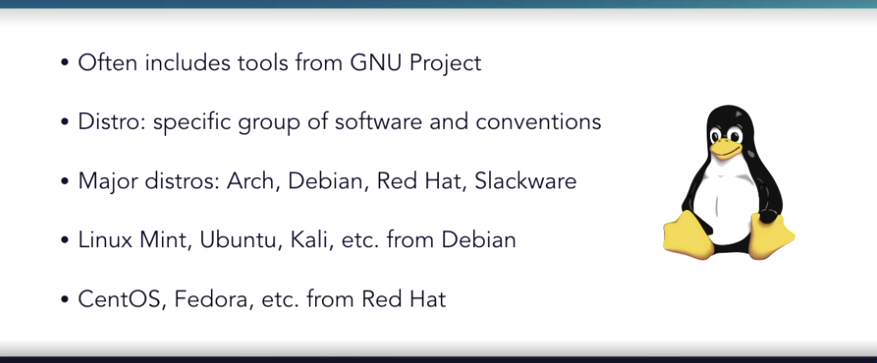 • Often includes tools from GNU Project
• Distro: specific group of software and conventions
• Major distros: Arch, Debian, Red Hat, Slackware
• Linux Mint, Ubuntu, Kali, etc. from Debian
• CentOS, Fedora, etc. from Red Hat